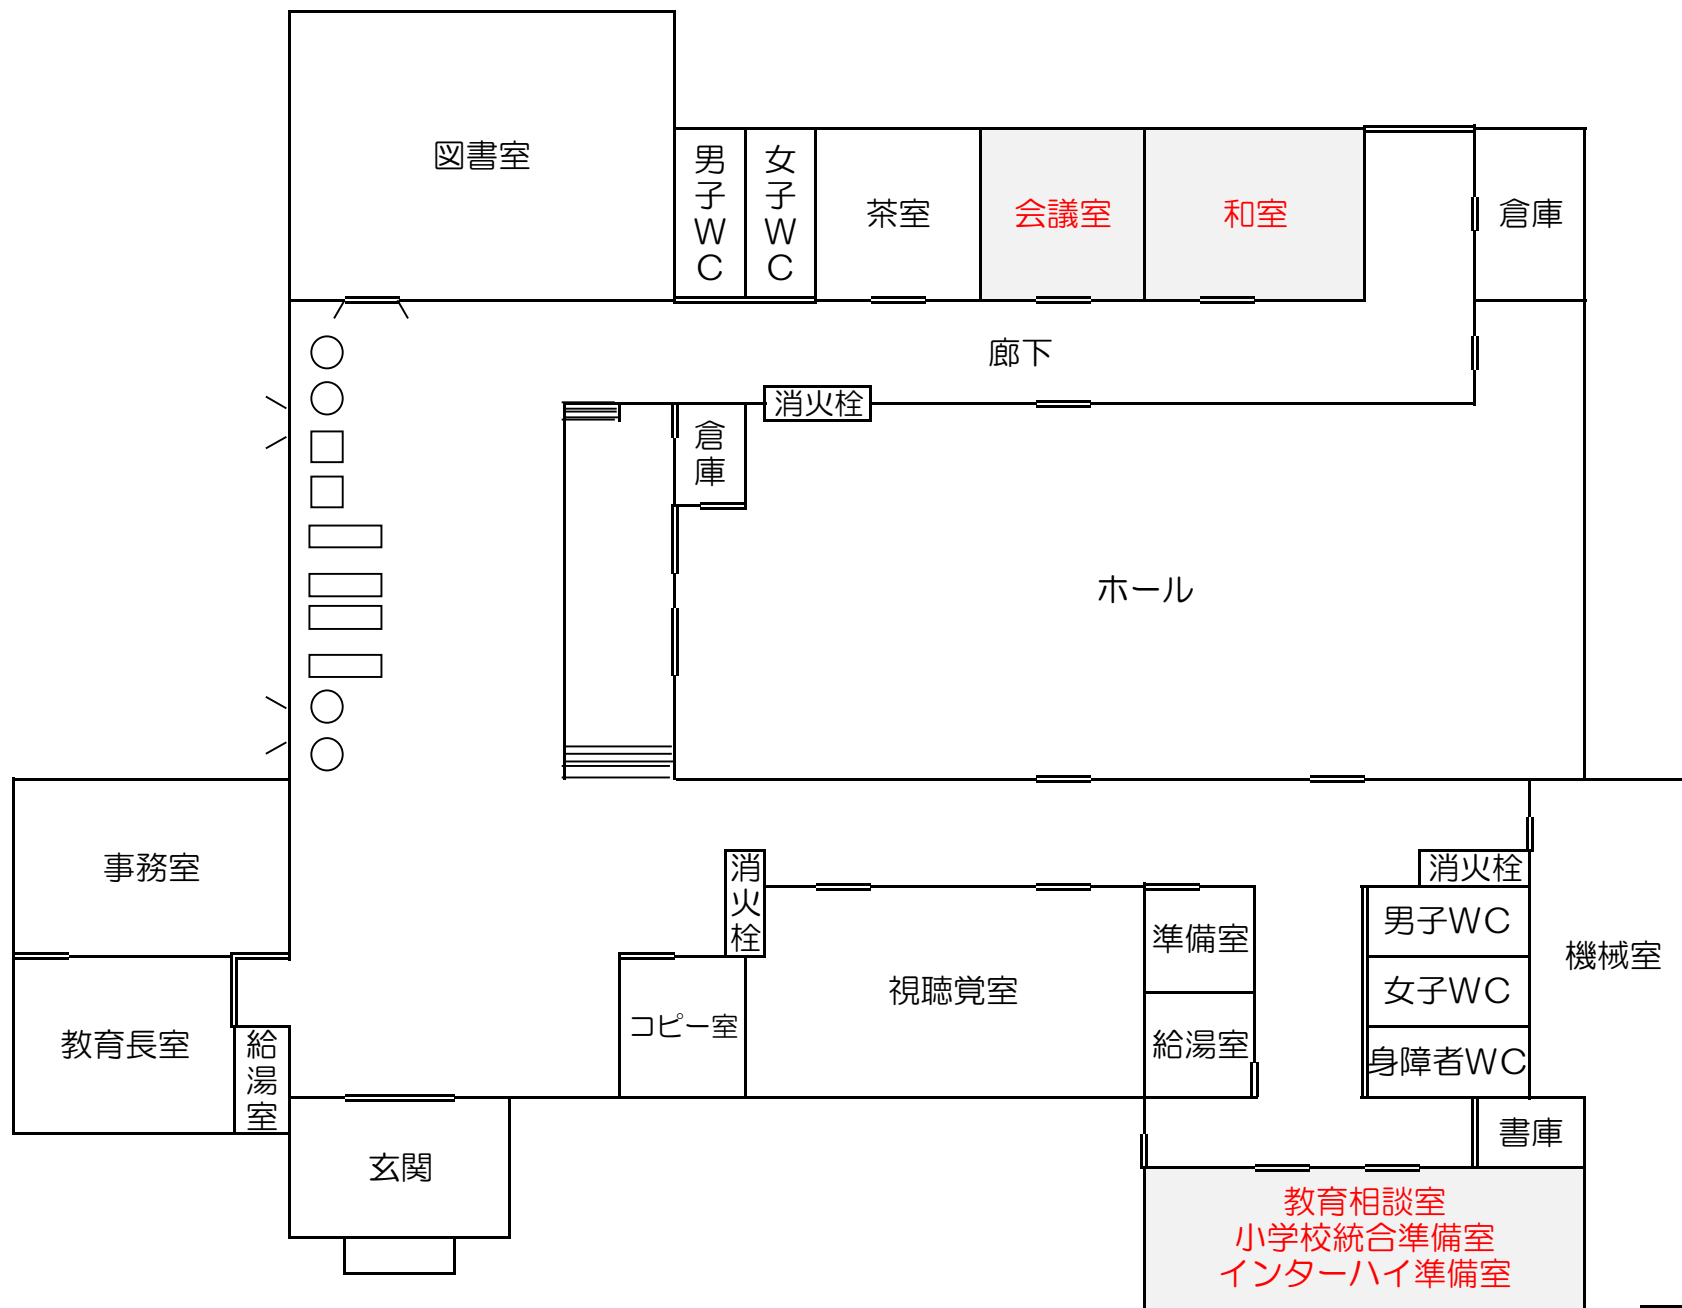 図書室
男子WC
女子WC
茶室
会議室
和室
倉庫
廊下
消火栓
倉庫
ホール
事務室
消火栓
消火栓
準備室
男子WC
機械室
視聴覚室
女子WC
コピー室
教育長室
給湯室
給湯室
身障者WC
書庫
玄関
教育相談室
小学校統合準備室
インターハイ準備室